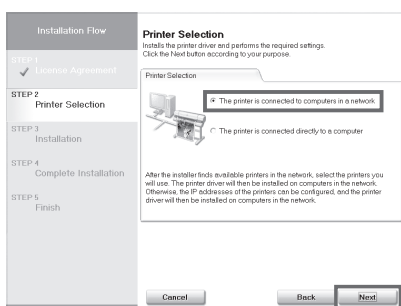 Installation Flow
STEP 1
License Agreement
STEP 2
Printer Selection
STEP 3
Installation
STEP 4
Complete Installation
STEP 5
Finish
Printer Selection
Installs the printer driver and performs the required settings.
Click the Next button according to your purpose.
Printer Selection
The printer is connected to computers in a network
The printer is connected directly to a computer
After the installer finds available printers in the network, select the printers you
will use. The printer driver will then be installed on computers in the network.
Otherwise, the IP addresses of the printers can be configured, and the printer
driver will then be installed on computers in the network.
Cancel
Back
Next